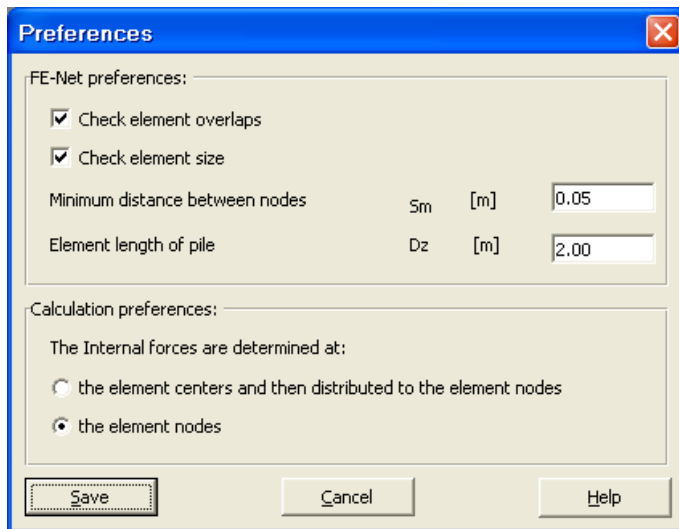 Preferences
FE-Net preferences:
Check element overlaps
Check element size
Minimum distance between nodes Sm [m] 0.05
Element length of pile Dz [m] 2.00
Calculation preferences:
The Internal forces are determined at:
the element centers and then distributed to the element nodes
the element nodes
Save Cancel Help